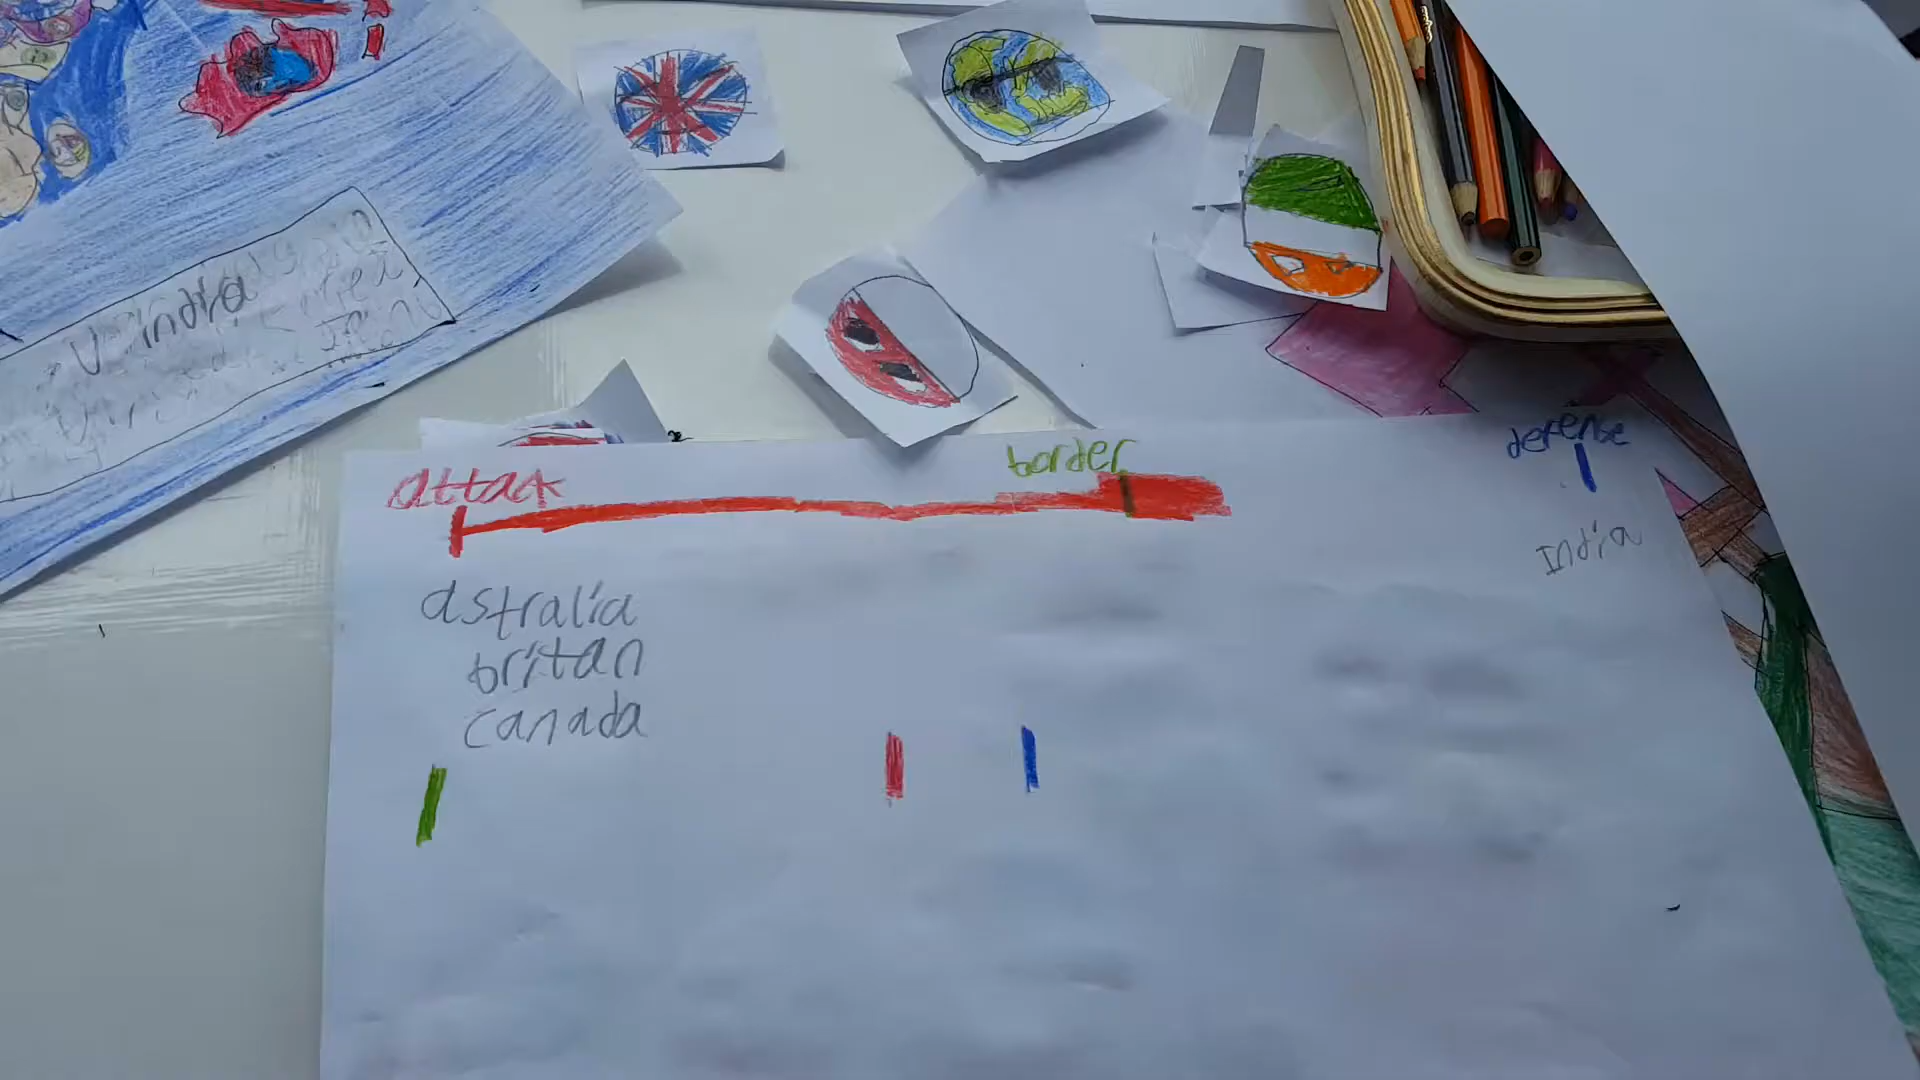 V india
attack
border
defense
India
astralia
britan
canada